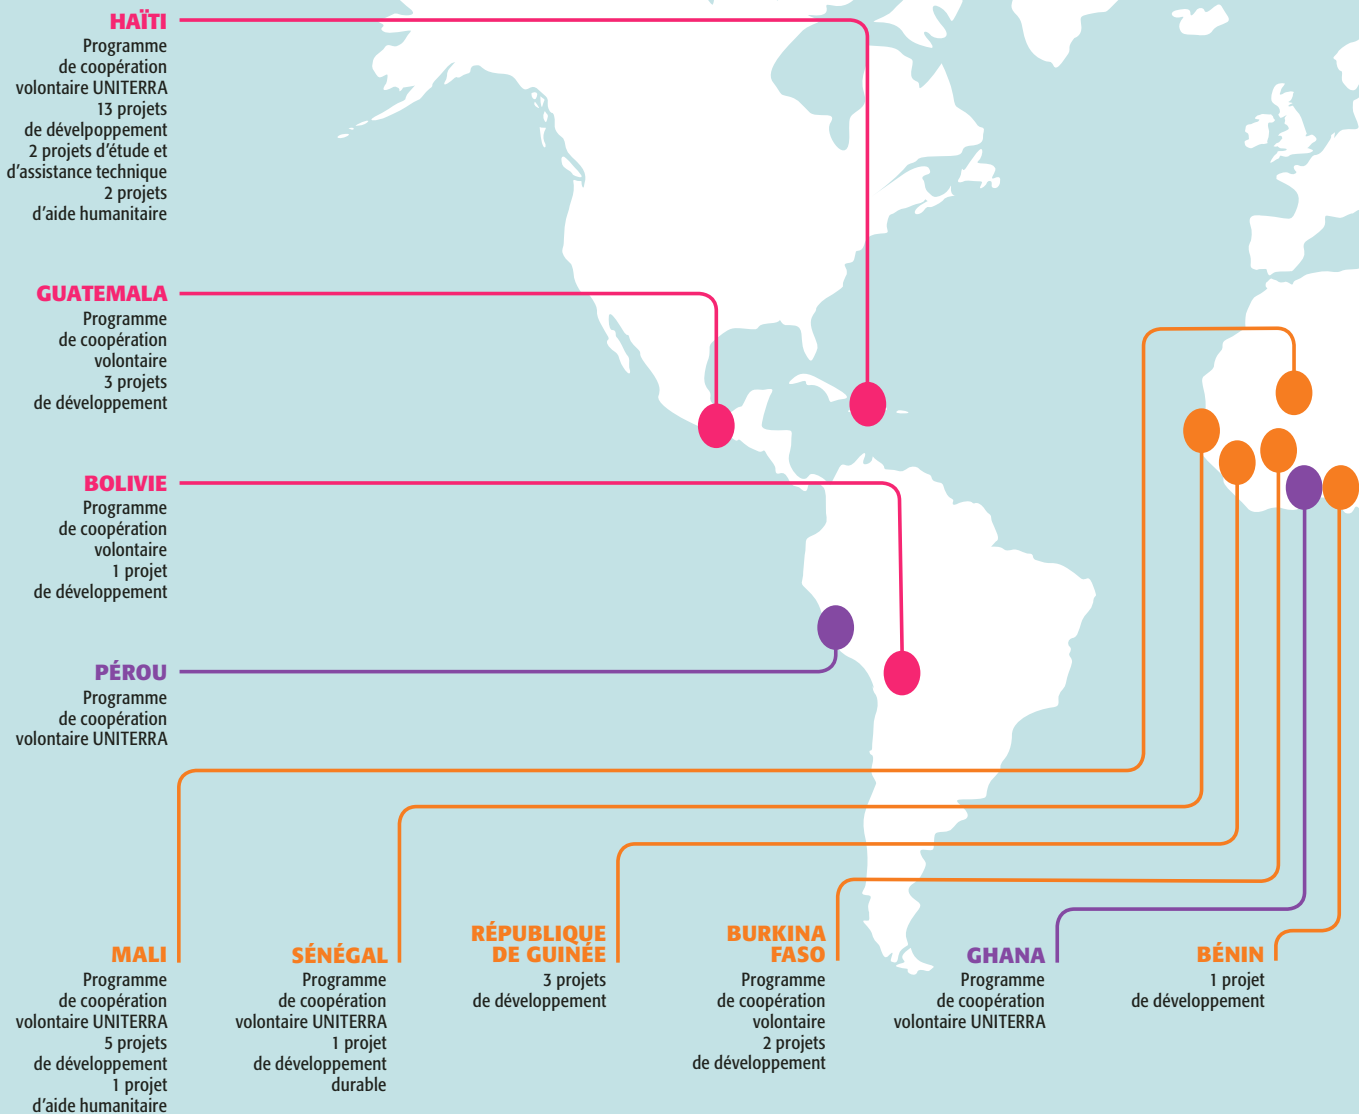 HAÏTI
Programme
de coopération
volontaire UNITERRA
13 projets
de dévelpoppement
2 projets d'étude et
d'assistance technique
2 projets
d'aide humanitaire
GUATEMALA
Programme
de coopération
volontaire
3 projets
de développement
BOLIVIE
Programme
de coopération
volontaire
1 projet
de développement
PÉROU
Programme
de coopération
volontaire UNITERRA
MALI
Programme
de coopération
volontaire UNITERRA
5 projets
de développement
1 projet
d'aide humanitaire
SÉNÉGAL
Programme
de coopération
volontaire UNITERRA
1 projet
de développement
durable
RÉPUBLIQUE
DE GUINÉE
3 projets
de développement
BURKINA
FASO
Programme
de coopération
volontaire
2 projets
de développement
GHANA
Programme
de coopération
volontaire UNITERRA
BÉNIN
1 projet
de développement